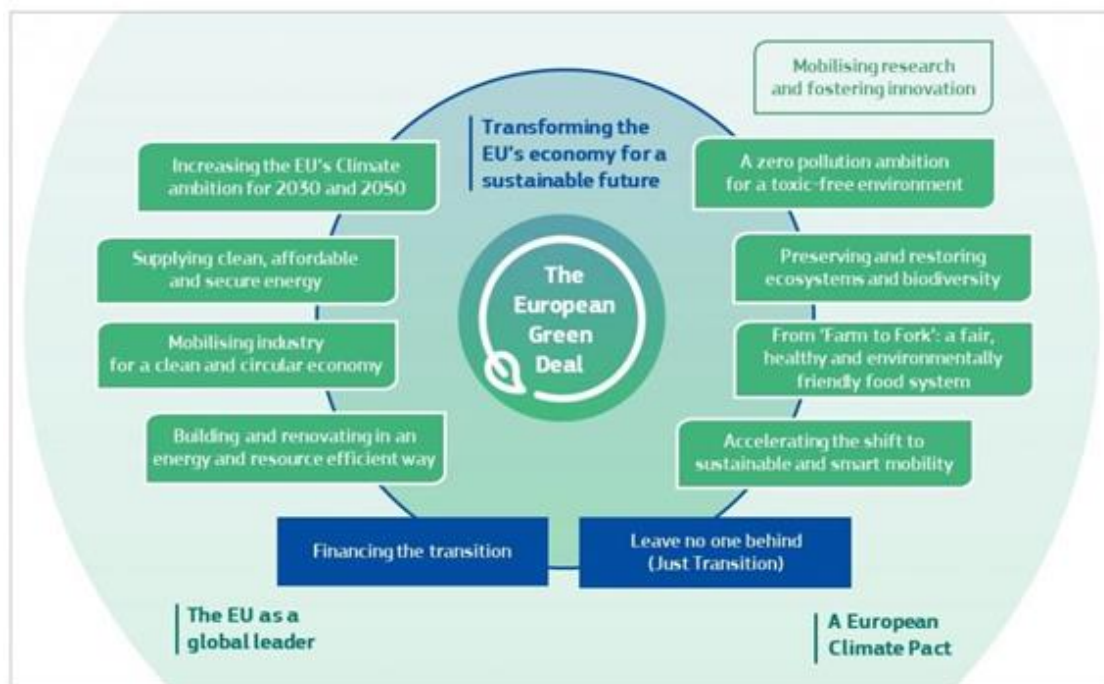 Mobilising research
and fostering innovation
Transforming the
EU's economy for a
sustainable future
Increasing the EU's Climate
ambition for 2030 and 2050
A zero pollution ambition
for a toxic-free environment
Supplying clean, affordable
and secure energy
Preserving and restoring
ecosystems and biodiversity
The
European
Green
Deal
Mobilising industry
for a clean and circular economy
From 'Farm to Fork': a fair,
healthy and environmentally
friendly food system
Building and renovating in an
energy and resource efficient way
Accelerating the shift to
sustainable and smart mobility
Financing the transition
Leave no one behind
(Just Transition)
The EU as a
global leader
A European
Climate Pact